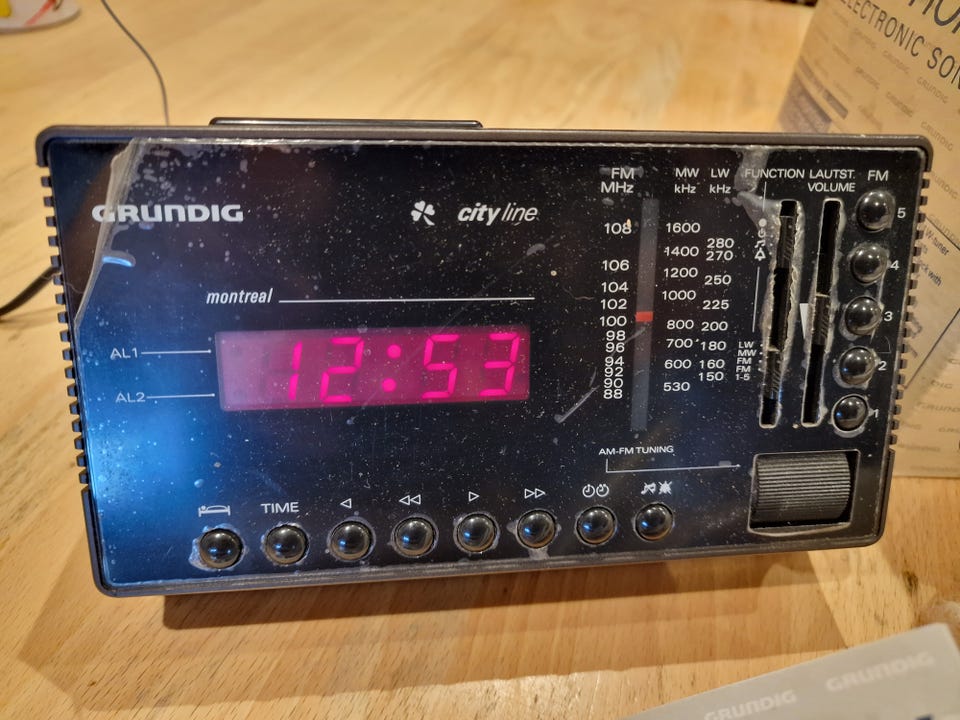 ELECTRONIC
GRUNDIG
city line
montreal
12:53
AL1
AL2
TIME
FM
MHz
108
106
104
102
100
98
96
94
92
90
88
MW
kHz
1600
1400
1200
1000
800
700
600
530
LW
kHz
280
270
250
225
200
180
160
150
FUNCTION
LW
MW
FM
FM
1-5
LAUTST.
VOLUME
FM
5
4
3
2
1
AM-FM TUNING
GRUNDIG
GRUNDIG